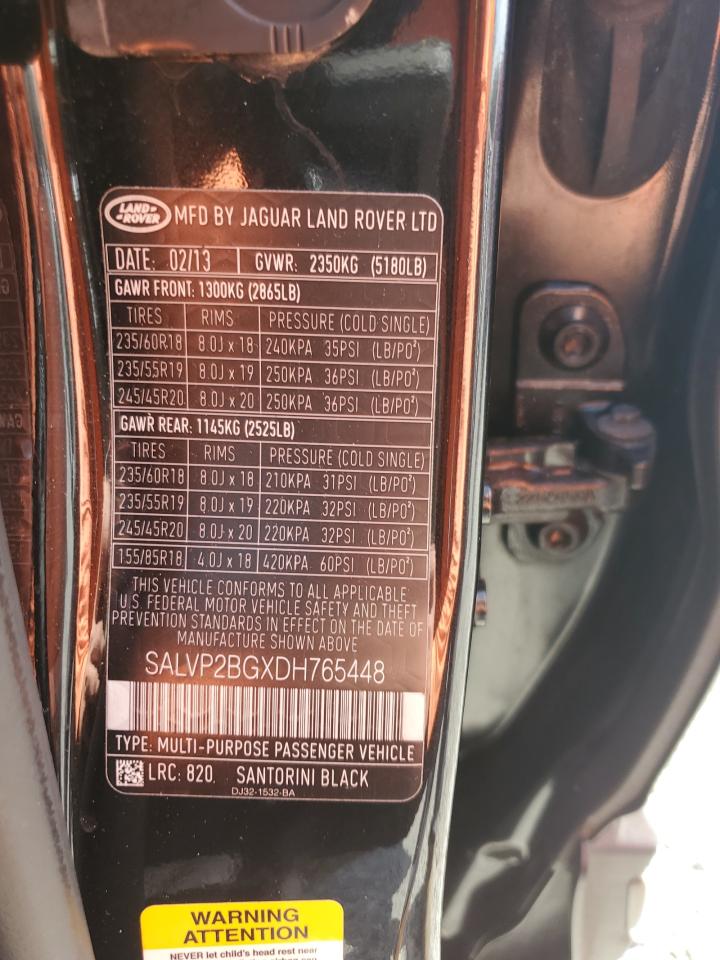 LAND ROVER MFD BY JAGUAR LAND ROVER LTD
DATE: 02/13 GVWR: 2350KG (5180LB)
GAWR FRONT: 1300KG (2865LB)
TIRES RIMS PRESSURE (COLD SINGLE)
235/60R18 8.0J x 18 240KPA 35PSI (LB/PO²)
235/55R19 8.0J x 19 250KPA 36PSI (LB/PO²)
245/45R20 8.0J x 20 250KPA 36PSI (LB/PO²)
GAWR REAR: 1145KG (2525LB)
TIRES RIMS PRESSURE (COLD SINGLE)
235/60R18 8.0J x 18 210KPA 31PSI (LB/PO²)
235/55R19 8.0J x 19 220KPA 32PSI (LB/PO²)
245/45R20 8.0J x 20 220KPA 32PSI (LB/PO²)
155/85R18 4.0J x 18 420KPA 60PSI (LB/PO²)
THIS VEHICLE CONFORMS TO ALL APPLICABLE
U.S. FEDERAL MOTOR VEHICLE SAFETY AND THEFT
PREVENTION STANDARDS IN EFFECT ON THE DATE OF
MANUFACTURE SHOWN ABOVE
SALVP2BGXDH765448
TYPE: MULTI-PURPOSE PASSENGER VEHICLE
LRC: 820 SANTORINI BLACK
DJ32-1532-BA
WARNING
ATTENTION
NEVER let child's head rest near